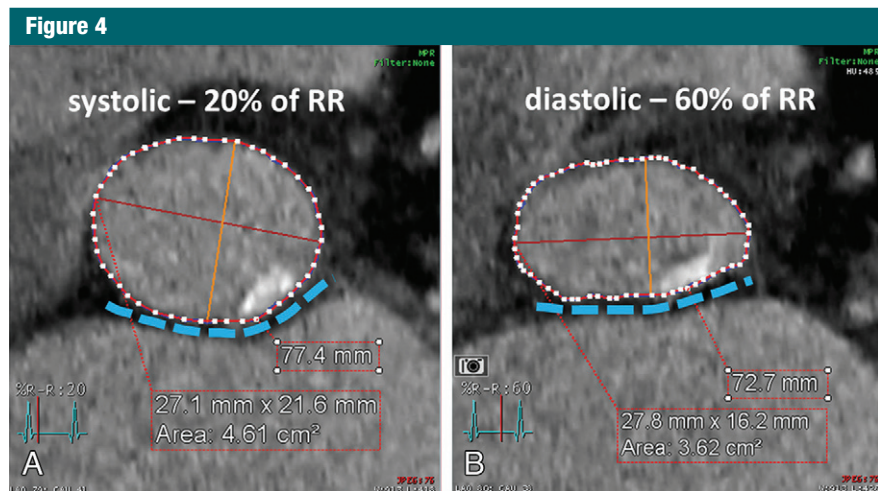 Figure 4
MPR
Filter:None
systolic – 20% of RR
77.4 mm
%R-R:20
27.1 mm x 21.6 mm
Area: 4.61 cm²
A
MPR
Filter:None
diastolic – 60% of RR
72.7 mm
%R-R:60
27.8 mm x 16.2 mm
Area: 3.62 cm²
B